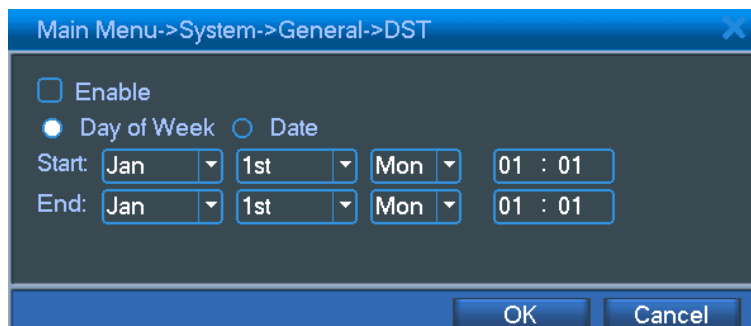 Main Menu->System->General->DST
Enable
Day of Week Date
Start: Jan 1st Mon 01 : 01
End: Jan 1st Mon 01 : 01
OK Cancel